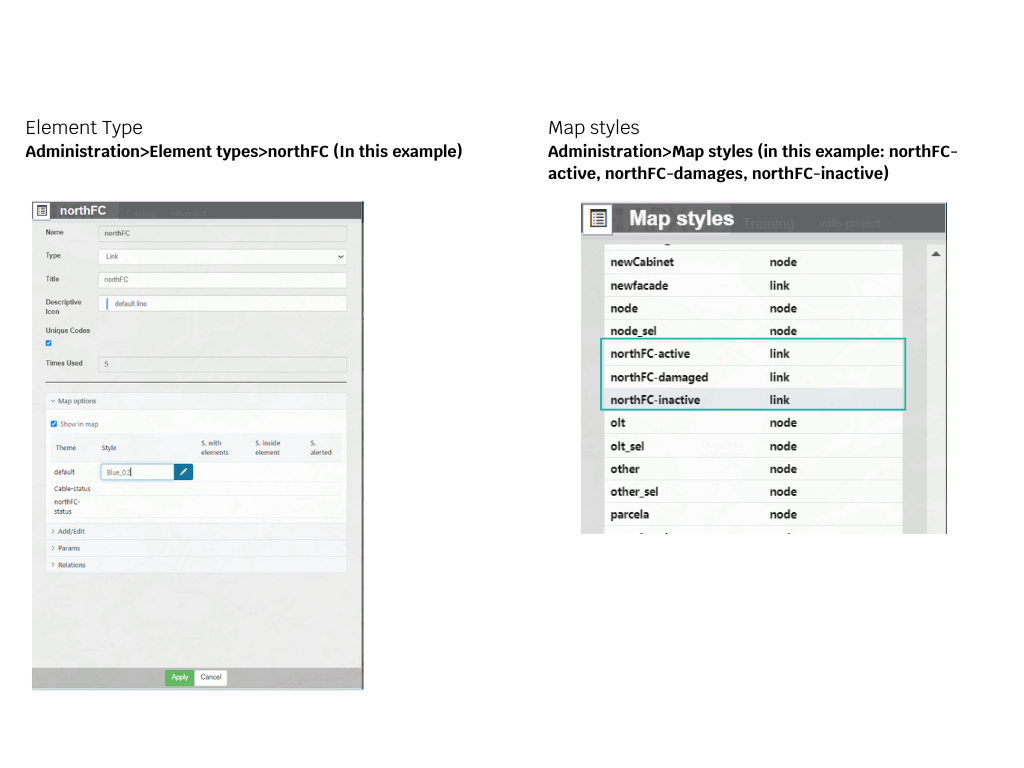 Element Type
Administration>Element types>northFC (In this example)
northFC
Name
northFC
Type
Link
Title
northFC
Descriptive
Icon
default line
Unique Codes
Times Used
5
Map options
Show in map
Theme
Style
S. with
elements
S. inside
element
S.
alerted
default
Blue_0.2
Cable-status
northFC-
status
Add/Edit
Params
Relations
Apply
Cancel
Map styles
Administration>Map styles (in this example: northFC-
active, northFC-damages, northFC-inactive)
Map styles
Training
valls-project
newCabinet node
newfacade link
node node
node_sel node
northFC-active link
northFC-damaged link
northFC-inactive link
olt node
olt_sel node
other node
other_sel node
parcela node